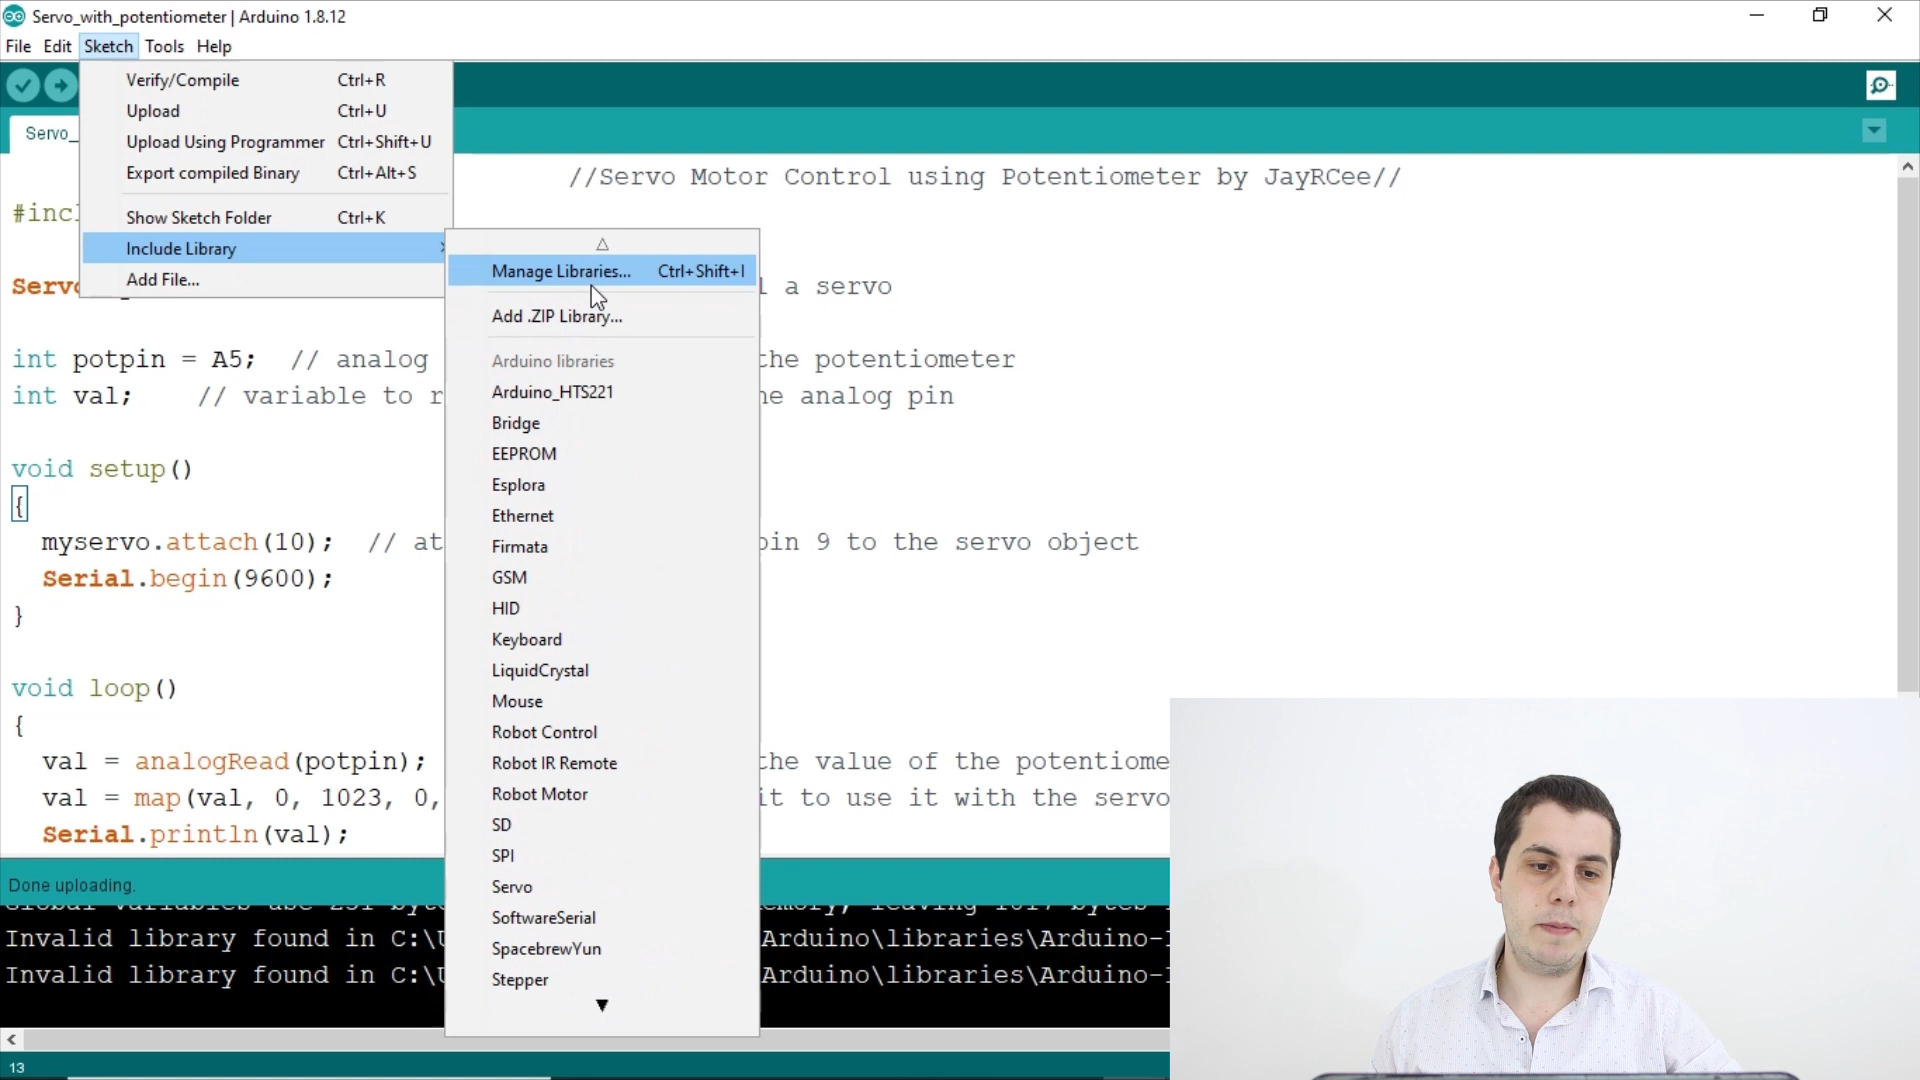 Servo_with_potentiometer | Arduino 1.8.12
File Edit Sketch Tools Help
Verify/Compile Ctrl+R
Upload Ctrl+U
Upload Using Programmer Ctrl+Shift+U
Export compiled Binary Ctrl+Alt+S
Show Sketch Folder Ctrl+K
Include Library
Add File...
Manage Libraries... Ctrl+Shift+I
Add .ZIP Library...
Arduino libraries
Arduino_HTS221
Bridge
EEPROM
Esplora
Ethernet
Firmata
GSM
HID
Keyboard
LiquidCrystal
Mouse
Robot Control
Robot IR Remote
Robot Motor
SD
SPI
Servo
SoftwareSerial
SpacebrewYun
Stepper
Servo_
//Servo Motor Control using Potentiometer by JayRCee//
#incl
Servo a servo
int potpin = A5; // analog the potentiometer
int val; // variable to analog pin
void setup()
{
myservo.attach(10); // 9 to the servo object
Serial.begin(9600);
}
void loop()
{
val = analogRead(potpin); the value of the
val = map(val, 0, 1023, 0, it to use it with the servo
Serial.println(val);
Done uploading.
Invalid library found in C:\U Arduino\libraries\Arduino-
Invalid library found in C:\U Arduino\libraries\Arduino-
13